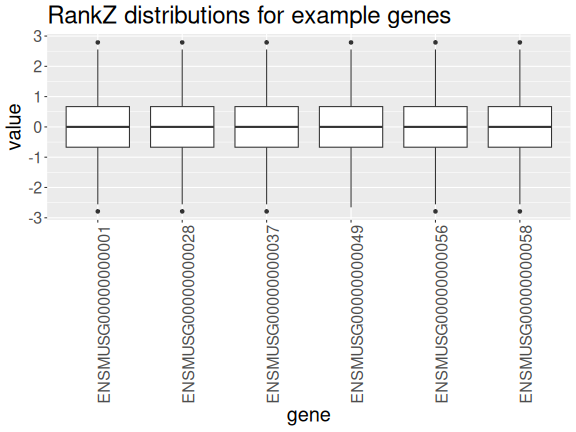 RankZ distributions for example genes
value
3
2
1
0
-1
-2
-3
ENSMUSG00000000001
ENSMUSG00000000028
ENSMUSG00000000037
ENSMUSG00000000049
ENSMUSG00000000056
ENSMUSG00000000058
gene